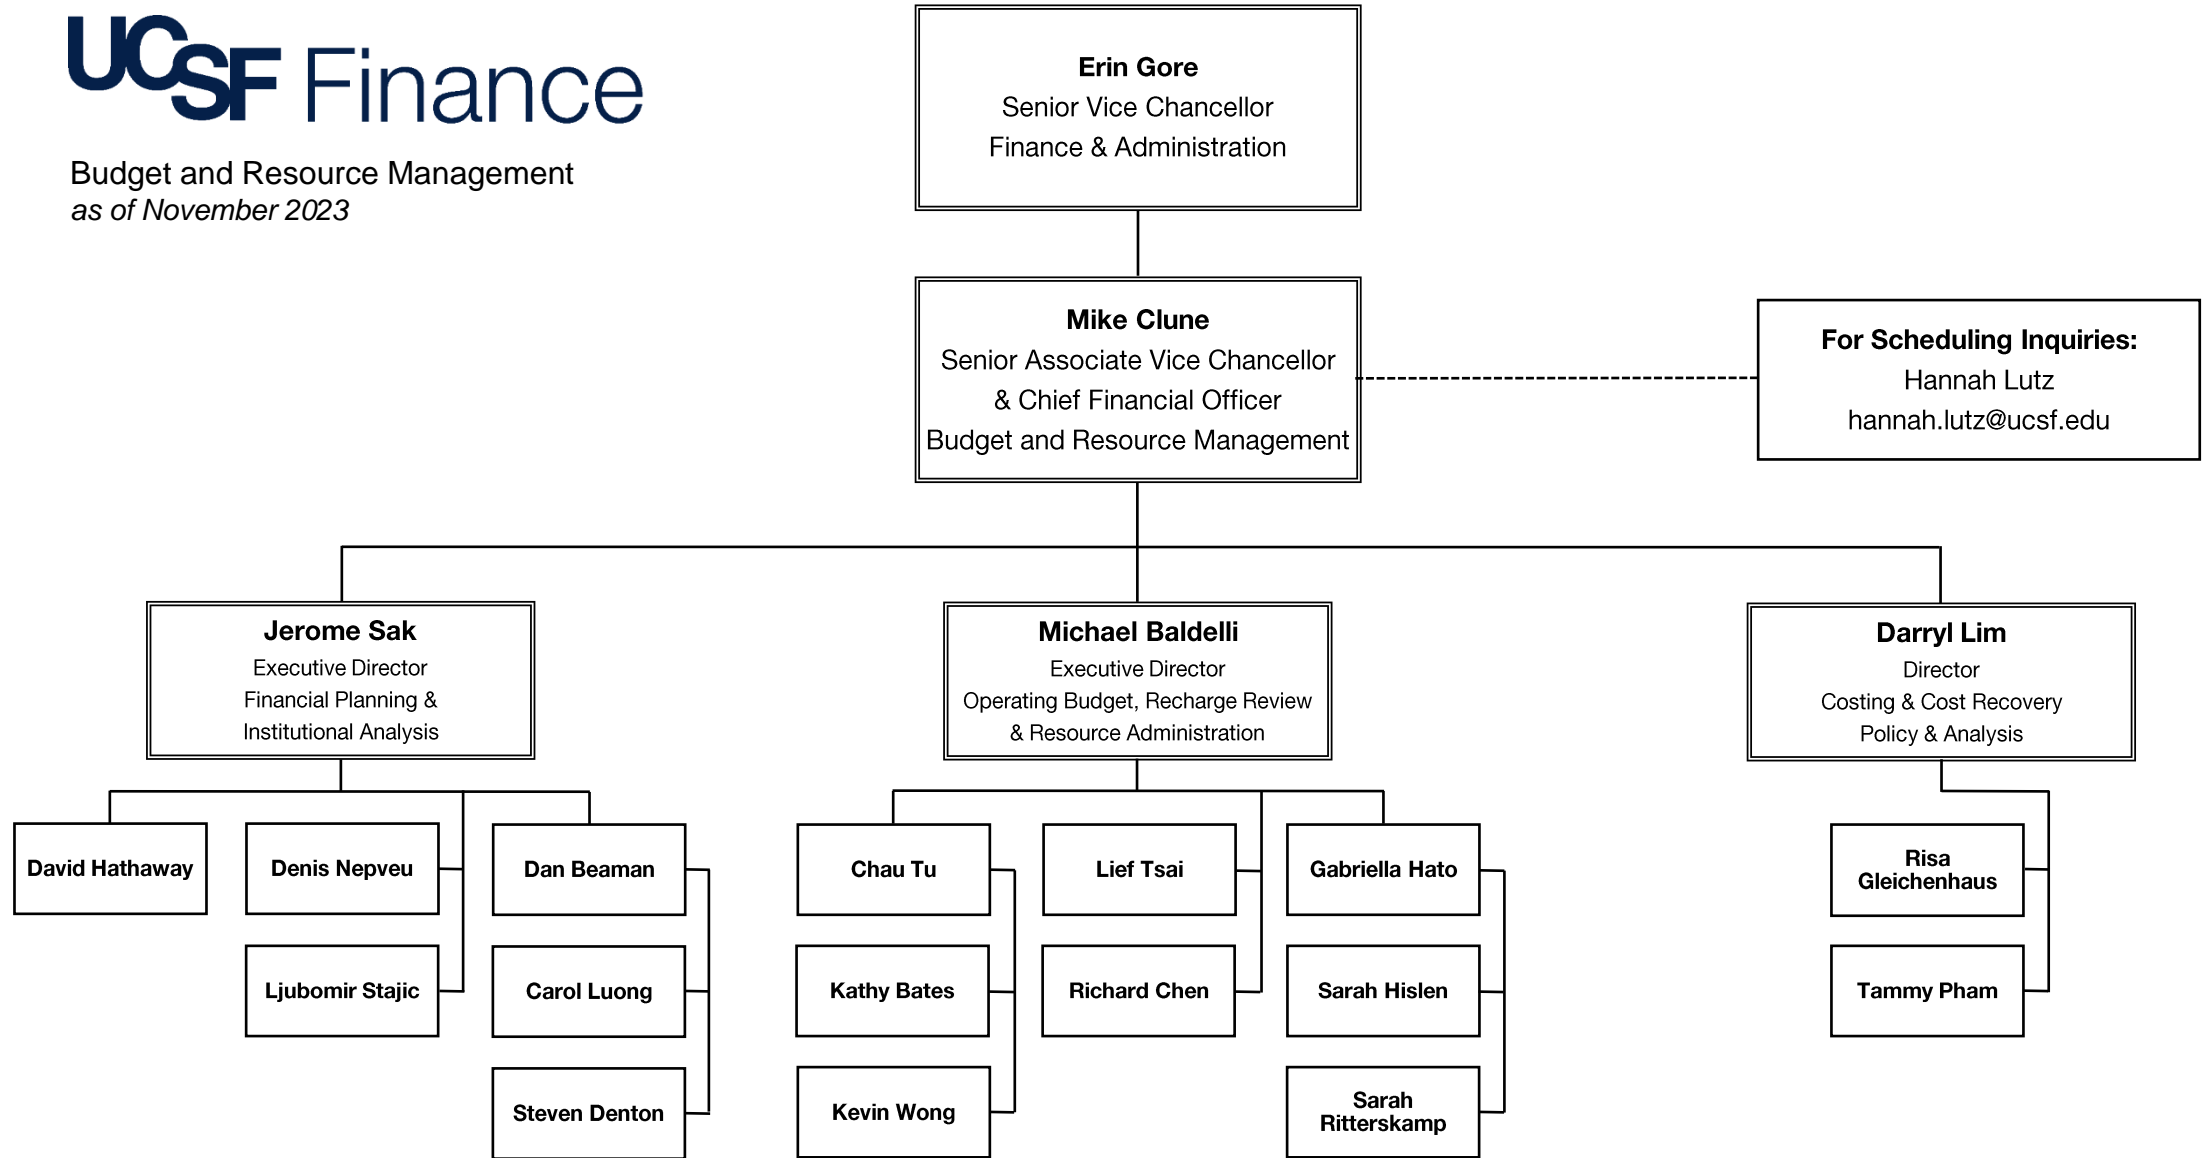 UCSF Finance
Budget and Resource Management
as of November 2023
Erin Gore
Senior Vice Chancellor
Finance & Administration
Mike Clune
Senior Associate Vice Chancellor
& Chief Financial Officer
Budget and Resource Management
For Scheduling Inquiries:
Hannah Lutz
hannah.lutz@ucsf.edu
Jerome Sak
Executive Director
Financial Planning &
Institutional Analysis
Michael Baldelli
Executive Director
Operating Budget, Recharge Review
& Resource Administration
Darryl Lim
Director
Costing & Cost Recovery
Policy & Analysis
David Hathaway
Denis Nepveu
Ljubomir Stajic
Dan Beaman
Carol Luong
Steven Denton
Chau Tu
Kathy Bates
Kevin Wong
Lief Tsai
Richard Chen
Gabriella Hato
Sarah Hislen
Sarah
Ritterskamp
Risa
Gleichenhaus
Tammy Pham